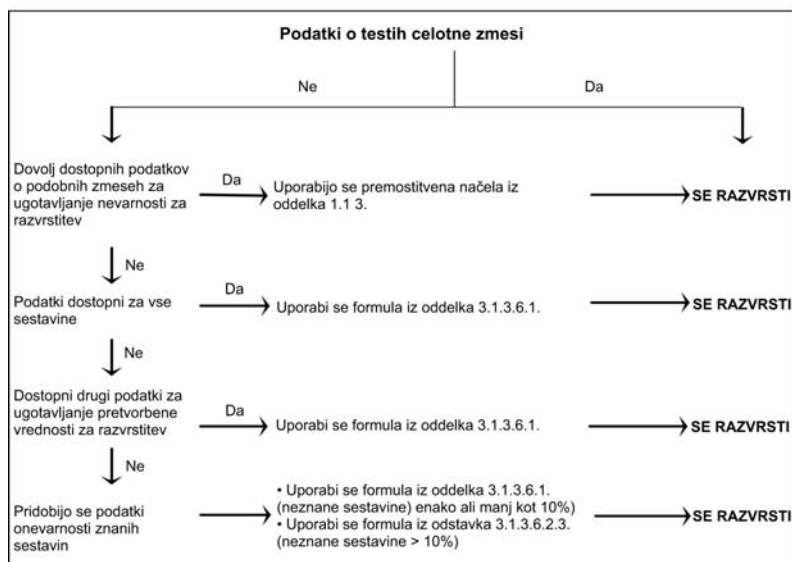 Podatki o testih celotne zmesi
Ne
Da
Dovolj dostopnih podatkov
o podobnih zmeseh za
ugotavljanje nevarnosti za
razvrstitev
Da
Uporabijo se premostitvena načela iz
oddelka 1.1 3.
SE RAZVRSTI
Ne
Podatki dostopni za vse
sestavine
Da
Uporabi se formula iz oddelka 3.1.3.6.1.
SE RAZVRSTI
Ne
Dostopni drugi podatki za
ugotavljanje pretvorbene
vrednosti za razvrstitev
Da
Uporabi se formula iz oddelka 3.1.3.6.1.
SE RAZVRSTI
Ne
Pridobijo se podatki
onevarnosti znanih
sestavin
• Uporabi se formula iz oddelka 3.1.3.6.1.
(neznane sestavine) enako ali manj kot 10%)
• Uporabi se formula iz odstavka 3.1.3.6.2.3.
(neznane sestavine > 10%)
SE RAZVRSTI